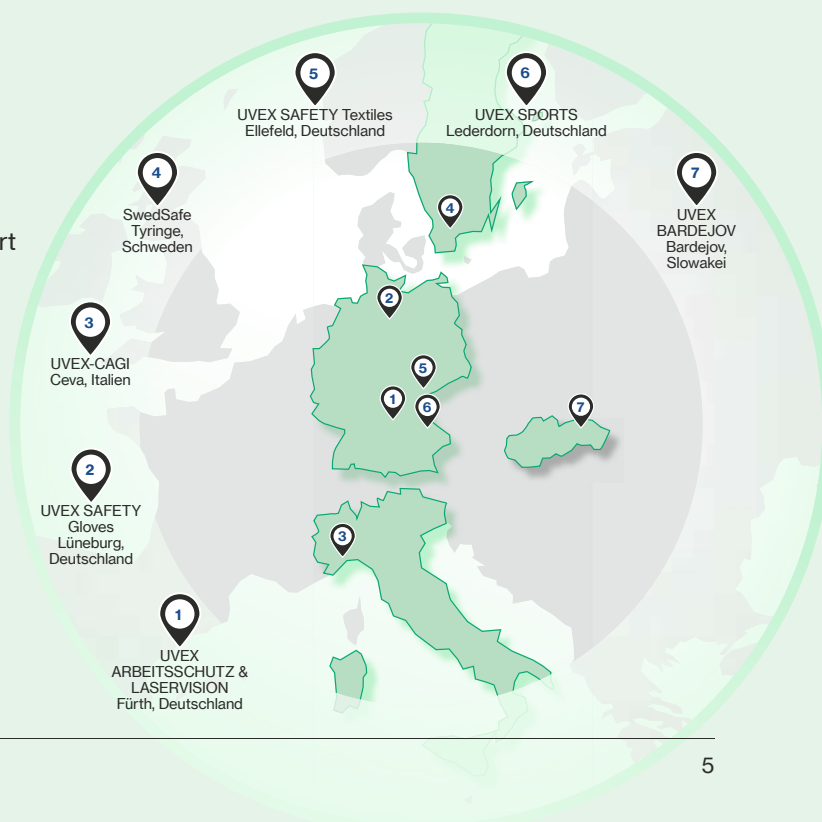 5
UVEX SAFETY Textiles
Ellefeld, Deutschland
6
UVEX SPORTS
Lederdorn, Deutschland
4
SwedSafe
Tyringe,
Schweden
7
UVEX
BARDEJOV
Bardejov,
Slowakei
rt
3
UVEX-CAGI
Ceva, Italien
2
UVEX SAFETY
Gloves
Lüneburg,
Deutschland
1
UVEX
ARBEITSSCHUTZ &
LASERVISION
Fürth, Deutschland
4
2
5
1
6
7
3
5